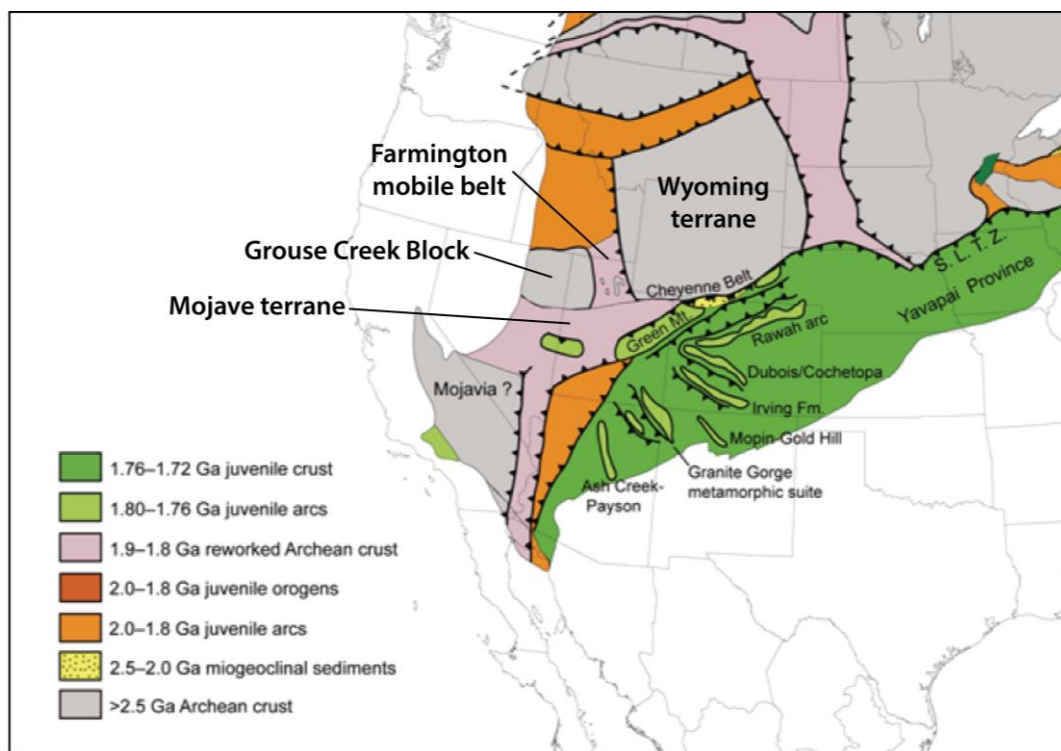 Farmington
mobile belt
Wyoming
terrane
Grouse Creek Block
Cheyenne Belt
S. L. T. Z.
Yavapai Province
Mojave terrane
Green Mt.
Rawah arc
Dubois/Cochetopa
Mojavia ?
Irving Fm.
Mopin-Gold Hill
Granite Gorge
metamorphic suite
Ash Creek-
Payson
1.76–1.72 Ga juvenile crust
1.80–1.76 Ga juvenile arcs
1.9–1.8 Ga reworked Archean crust
2.0–1.8 Ga juvenile orogens
2.0–1.8 Ga juvenile arcs
2.5–2.0 Ga miogeoclinal sediments
>2.5 Ga Archean crust